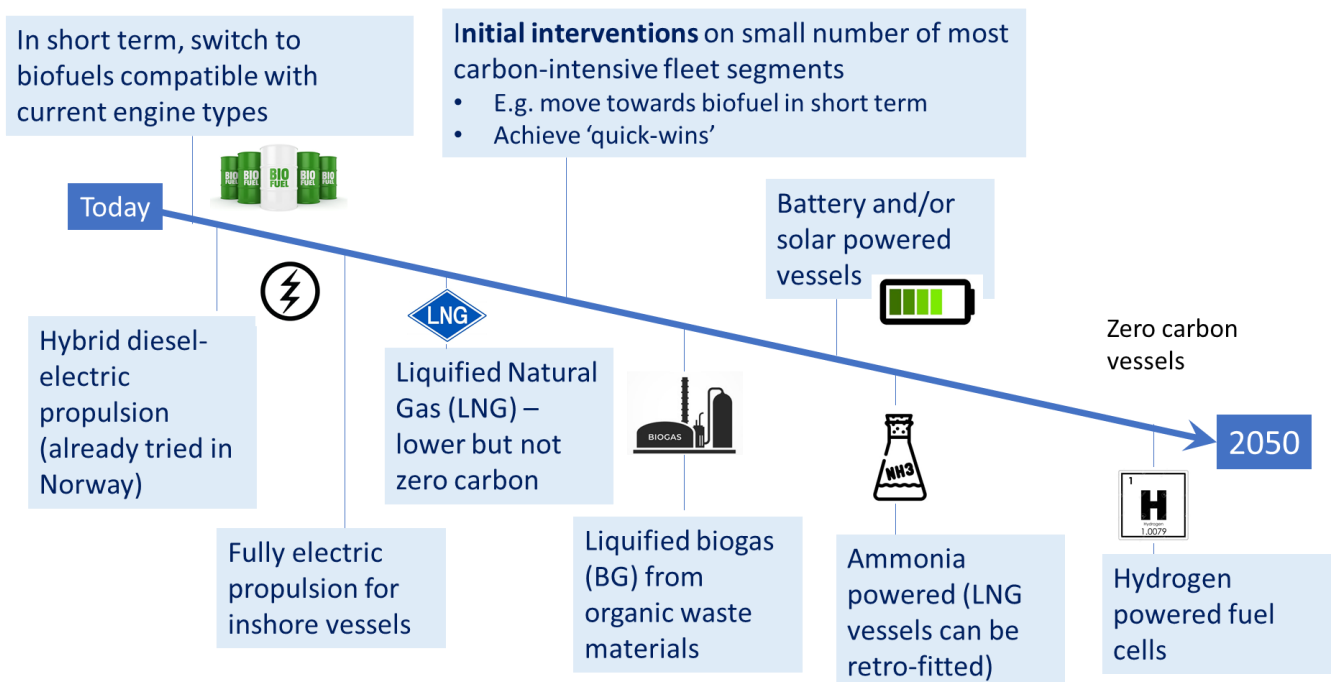 In short term, switch to
biofuels compatible with
current engine types
Initial interventions on small number of most
carbon-intensive fleet segments
• E.g. move towards biofuel in short term
• Achieve ‘quick-wins’
BIO
FUEL
BIO
FUEL
BIO
FUEL
BIO
FUEL
BIO
FUEL
Today
Battery and/or
solar powered
vessels
Zero carbon
vessels
2050
Hybrid diesel-
electric
propulsion
(already tried in
Norway)
Fully electric
propulsion for
inshore vessels
LNG
Liquified Natural
Gas (LNG) –
lower but not
zero carbon
BIOGAS
Liquified biogas
(BG) from
organic waste
materials
NH3
Ammonia
powered (LNG
vessels can be
retro-fitted)
1
H
Hydrogen
1.0079
Hydrogen
powered fuel
cells